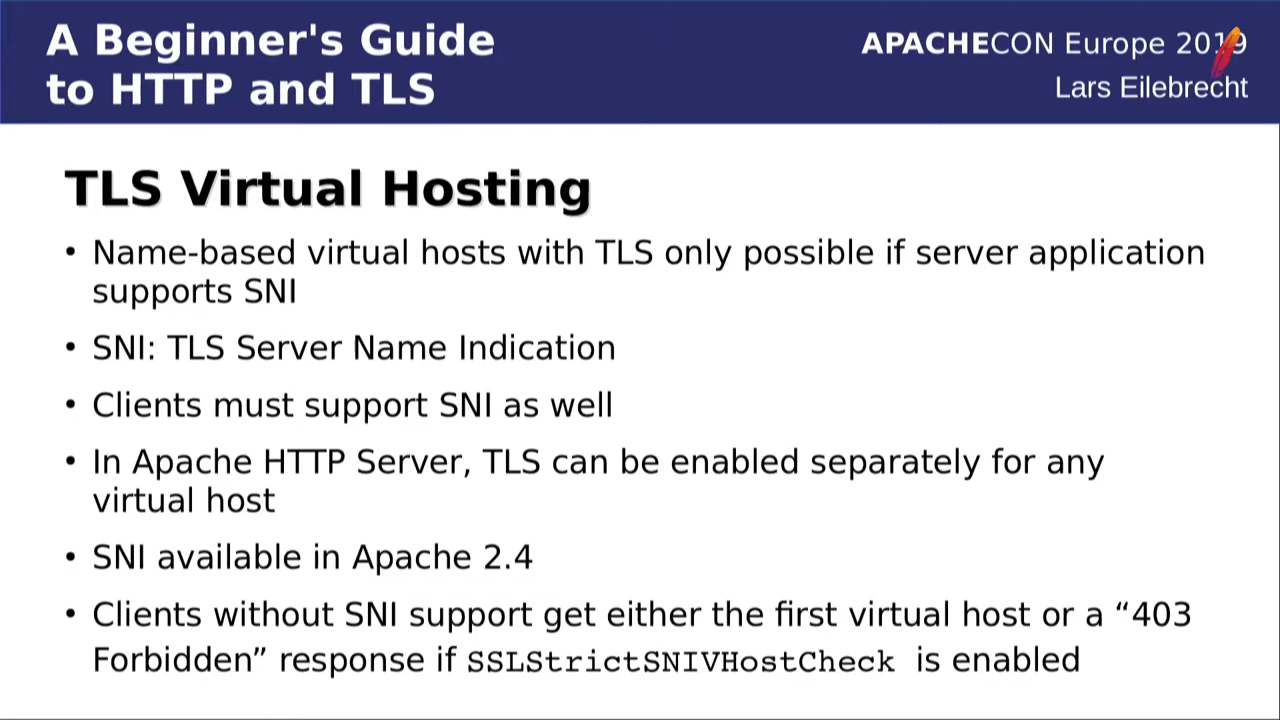 A Beginner's Guide
to HTTP and TLS
APACHECON Europe 2019
Lars Eilebrecht
TLS Virtual Hosting
• Name-based virtual hosts with TLS only possible if server application
supports SNI
• SNI: TLS Server Name Indication
• Clients must support SNI as well
• In Apache HTTP Server, TLS can be enabled separately for any
virtual host
• SNI available in Apache 2.4
• Clients without SNI support get either the first virtual host or a “403
Forbidden” response if SSLStrictSNIVHostCheck is enabled